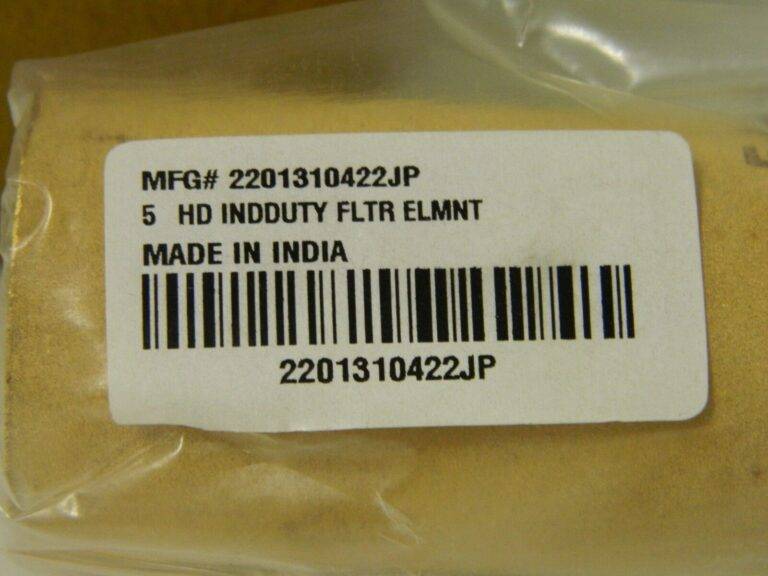 MFG# 2201310422JP
5 HD INDDUTY FLTR ELMNT
MADE IN INDIA
2201310422JP